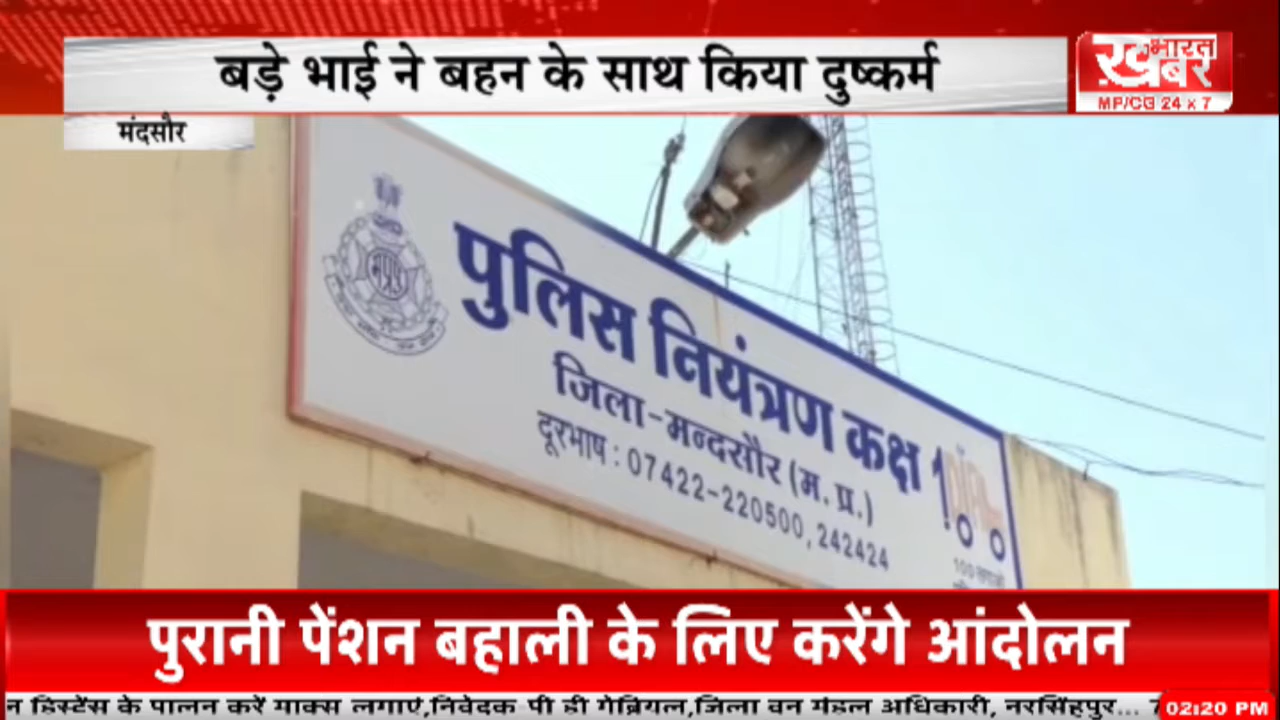 बड़े भाई ने बहन के साथ किया दुष्कर्म
भारत
ख़बर
MP/CG 24 x 7
मंदसौर
पुलिस नियंत्रण कक्ष
जिला-मन्दसौर (म. प्र.)
दूरभाष : 07422-220500, 242424
पुरानी पेंशन बहाली के लिए करेंगे आंदोलन
न डिस्टेंस के पालन करें मास्क लगाएं,निवेदक पी डी गेब्रियल,जिला वन मंडल अधिकारी, नरसिंहपुर...
02:20 PM